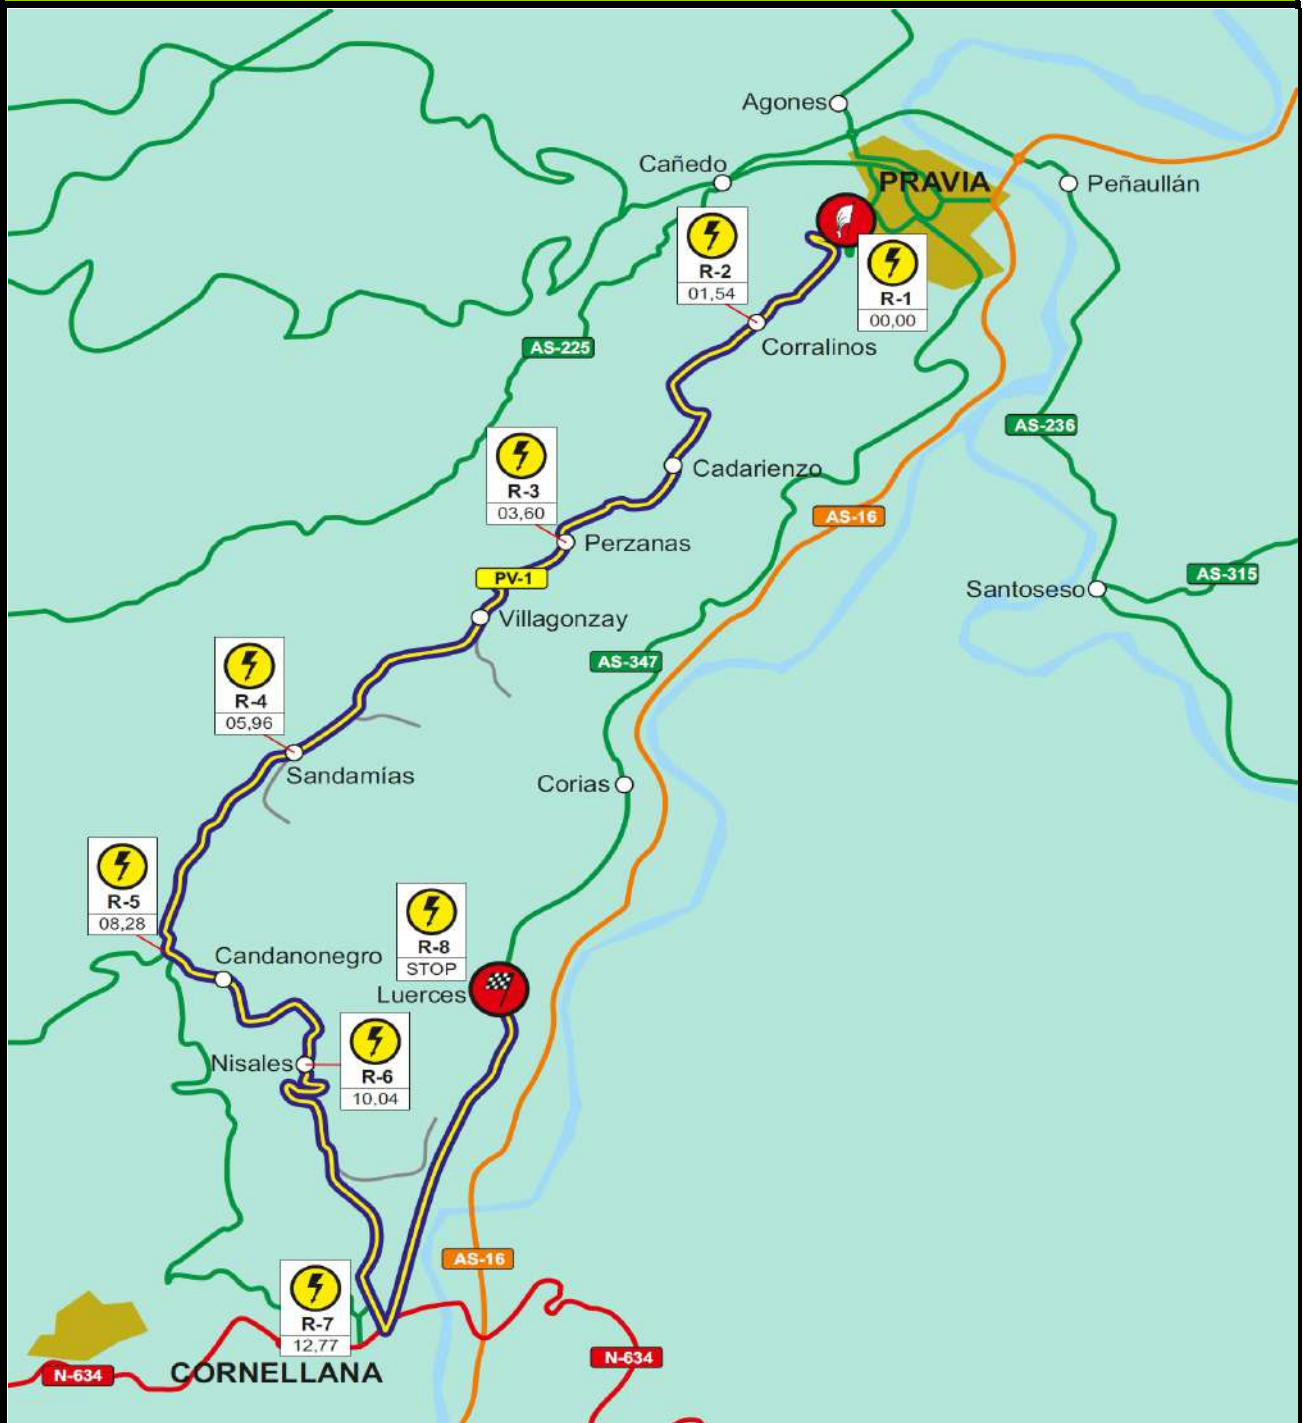 Agones
Cañedo
PRAVIA
Peñaullán
R-2
01,54
R-1
00,00
Corralinos
AS-225
AS-236
R-3
03,60
Cadarienzo
AS-16
Perzanas
PV-1
AS-315
Santoseso
Villagonzay
AS-347
R-4
05,96
Sandamías
Corias
R-5
08,28
R-8
STOP
Candanonegro
Luerces
Nisales
R-6
10,04
AS-16
R-7
12,77
N-634
CORNELLANA
N-634